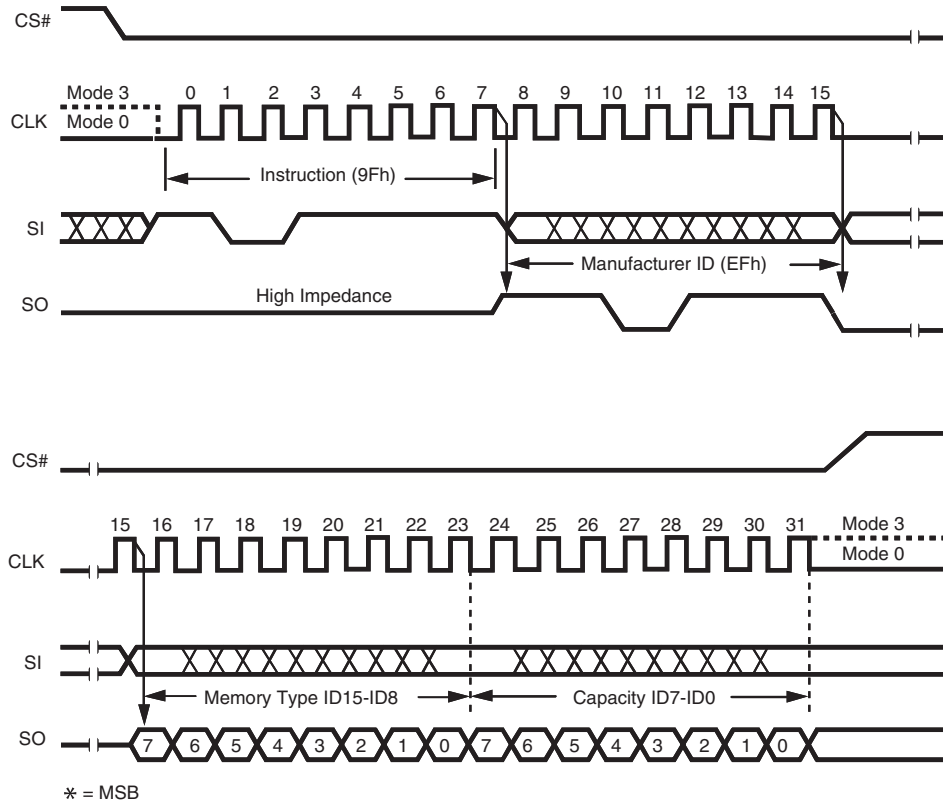 CS#
Mode 3
Mode 0
CLK
0 1 2 3 4 5 6 7 8 9 10 11 12 13 14 15
Instruction (9Fh)
SI
Manufacturer ID (EFh)
High Impedance
SO
CS#
15 16 17 18 19 20 21 22 23 24 25 26 27 28 29 30 31
Mode 3
Mode 0
CLK
SI
Memory Type ID15-ID8
Capacity ID7-ID0
SO
7 6 5 4 3 2 1 0 7 6 5 4 3 2 1 0
* = MSB